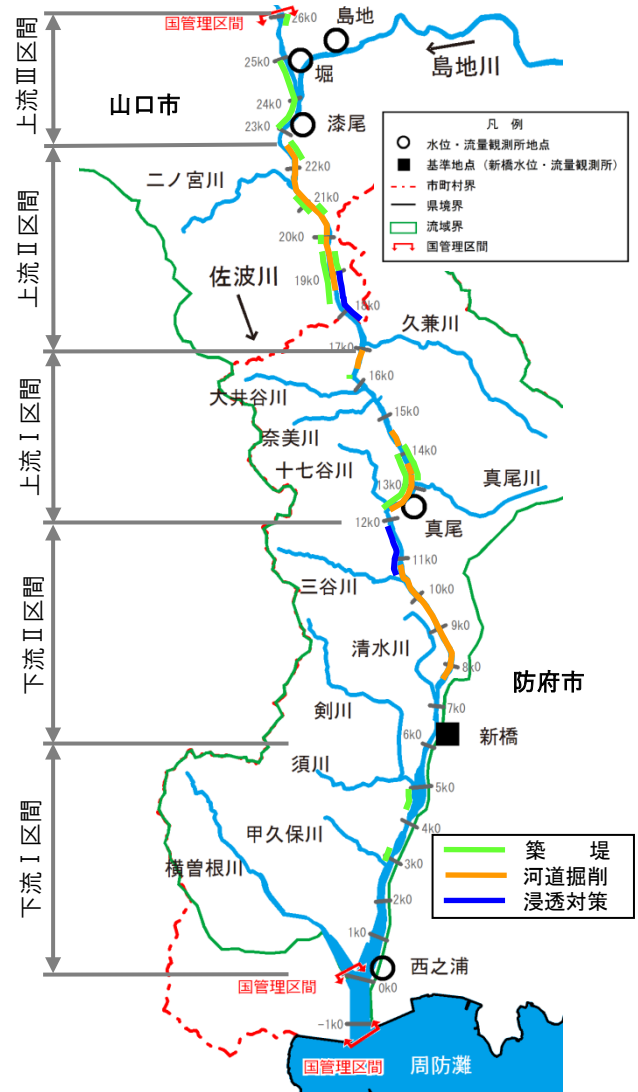 国管理区間
26k0
島地
25k0
堀
島地川
上流Ⅲ区間
山口市
24k0
23k0
漆尾
凡 例
水位・流量観測所地点
基準地点（新橋水位・流量観測所）
市町村界
県境界
流域界
国管理区間
22k0
二ノ宮川
21k0
上流Ⅱ区間
20k0
佐波川
19k0
18k0
久兼川
17k0
16k0
大井谷川
15k0
上流Ⅰ区間
奈美川
14k0
十七谷川
13k0
真尾川
12k0
真尾
11k0
三谷川
10k0
下流Ⅱ区間
9k0
清水川
8k0
防府市
7k0
剣川
6k0
新橋
須川
5k0
下流Ⅰ区間
甲久保川
4k0
築 堤
3k0
横曽根川
河道掘削
2k0
浸透対策
1k0
西之浦
国管理区間
0k0
-1k0
国管理区間
周防灘